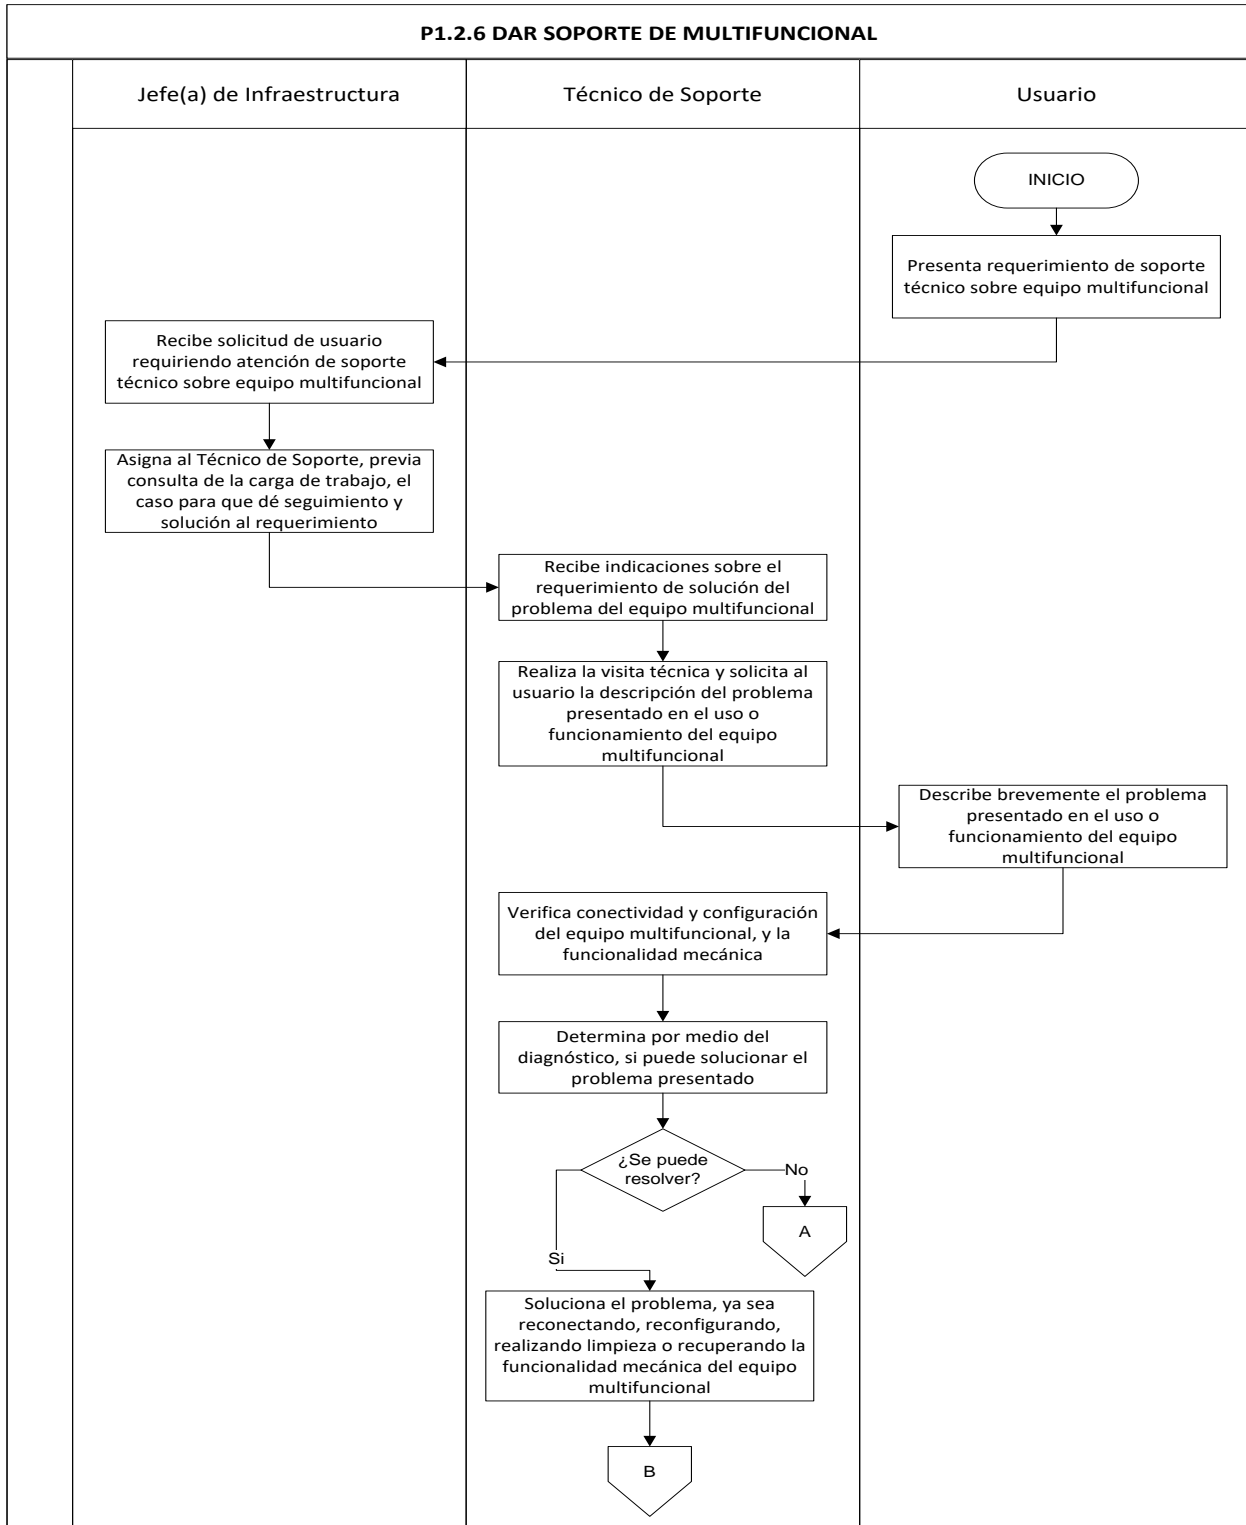 P1.2.6 DAR SOPORTE DE MULTIFUNCIONAL
Jefe(a) de Infraestructura
Técnico de Soporte
Usuario
INICIO
Presenta requerimiento de soporte
técnico sobre equipo multifuncional
Recibe solicitud de usuario
requiriendo atención de soporte
técnico sobre equipo multifuncional
Asigna al Técnico de Soporte, previa
consulta de la carga de trabajo, el
caso para que dé seguimiento y
solución al requerimiento
Recibe indicaciones sobre el
requerimiento de solución del
problema del equipo multifuncional
Realiza la visita técnica y solicita al
usuario la descripción del problema
presentado en el uso o
funcionamiento del equipo
multifuncional
Describe brevemente el problema
presentado en el uso o
funcionamiento del equipo
multifuncional
Verifica conectividad y configuración
del equipo multifuncional, y la
funcionalidad mecánica
Determina por medio del
diagnóstico, si puede solucionar el
problema presentado
¿Se puede
resolver?
No
A
Si
Soluciona el problema, ya sea
reconectando, reconfigurando,
realizando limpieza o recuperando la
funcionalidad mecánica del equipo
multifuncional
B